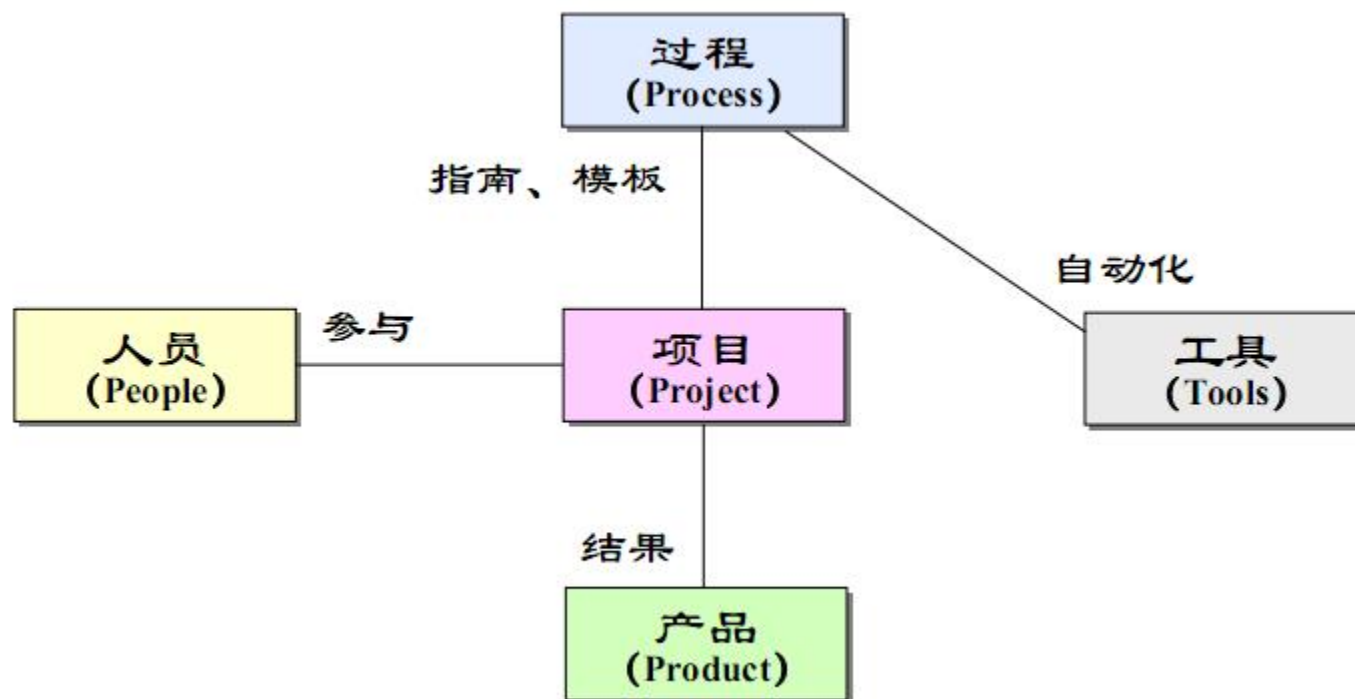 过程
(Process)
指南、模板
自动化
人员
(People)
参与
项目
(Project)
工具
(Tools)
结果
产品
(Product)